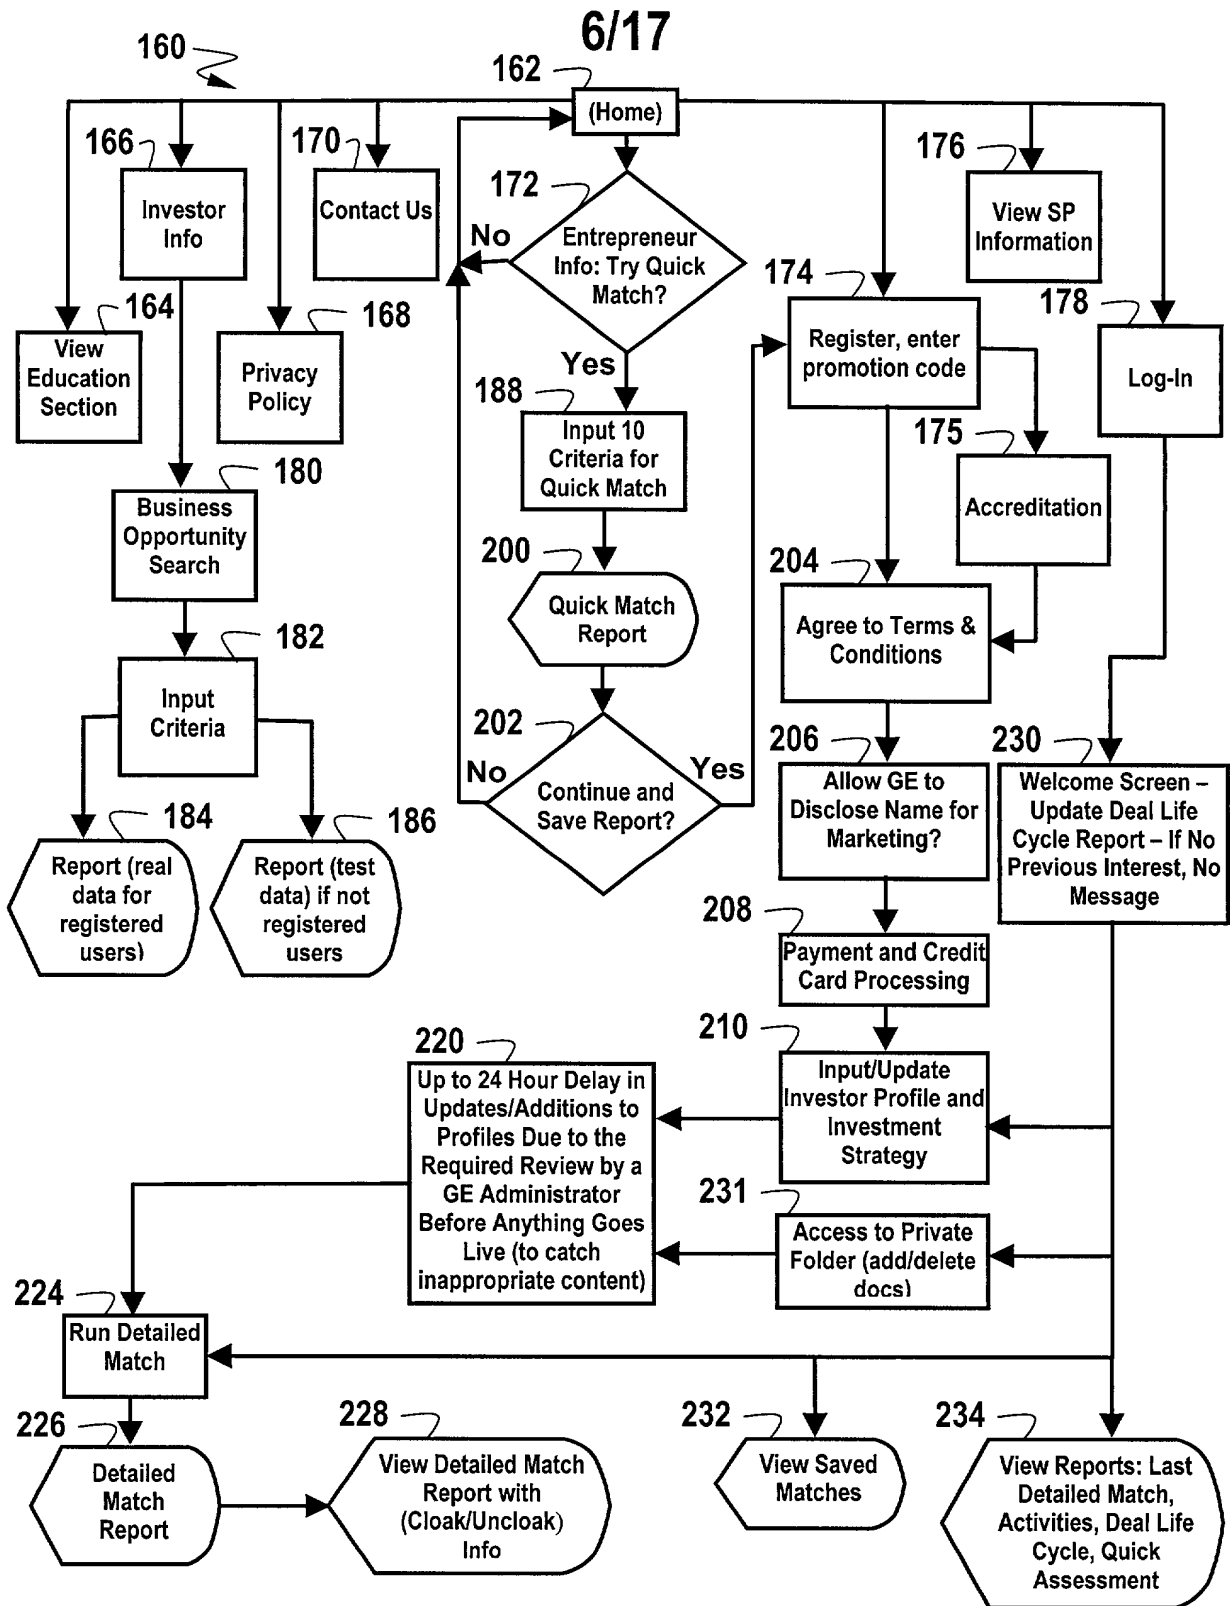 6/17
160
162
(Home)
166
170
172
176
Investor
Info
Contact Us
No
Entrepreneur
Info: Try Quick
Match?
View SP
Information
164
168
174
178
View
Education
Section
Privacy
Policy
Yes
Register, enter
promotion code
Log-In
188
Input 10
Criteria for
Quick Match
175
Accreditation
180
Business
Opportunity
Search
200
Quick Match
Report
204
Agree to Terms &
Conditions
182
Input
Criteria
202
No
Yes
Continue and
Save Report?
206
Allow GE to
Disclose Name for
Marketing?
230
Welcome Screen –
Update Deal Life
Cycle Report – If No
Previous Interest, No
Message
184
Report (real
data for
registered
users)
186
Report (test
data) if not
registered
users
208
Payment and Credit
Card Processing
210
Input/Update
Investor Profile and
Investment
Strategy
220
Up to 24 Hour Delay in
Updates/Additions to
Profiles Due to the
Required Review by a
GE Administrator
Before Anything Goes
Live (to catch
inappropriate content)
231
Access to Private
Folder (add/delete
docs)
224
Run Detailed
Match
226
Detailed
Match
Report
228
View Detailed Match
Report with
(Cloak/Uncloak)
Info
232
View Saved
Matches
234
View Reports: Last
Detailed Match,
Activities, Deal Life
Cycle, Quick
Assessment